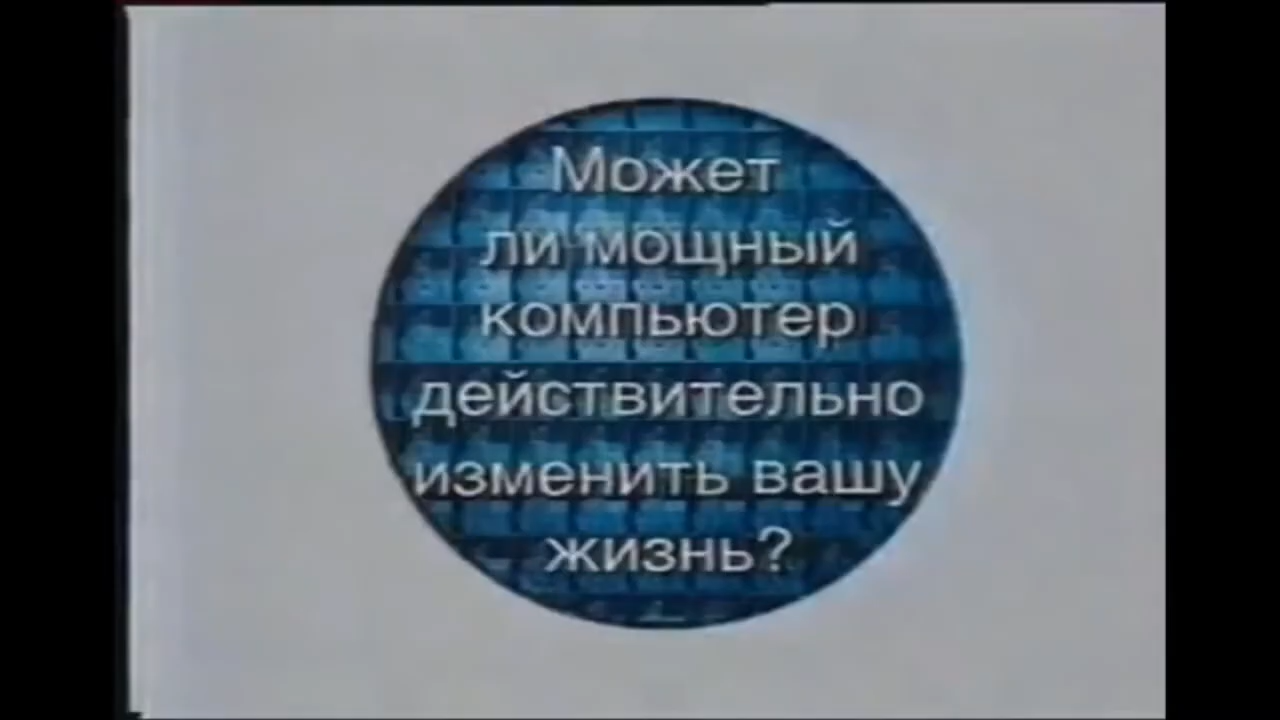 Может
ли мощный
компьютер
действительно
изменить вашу
жизнь?